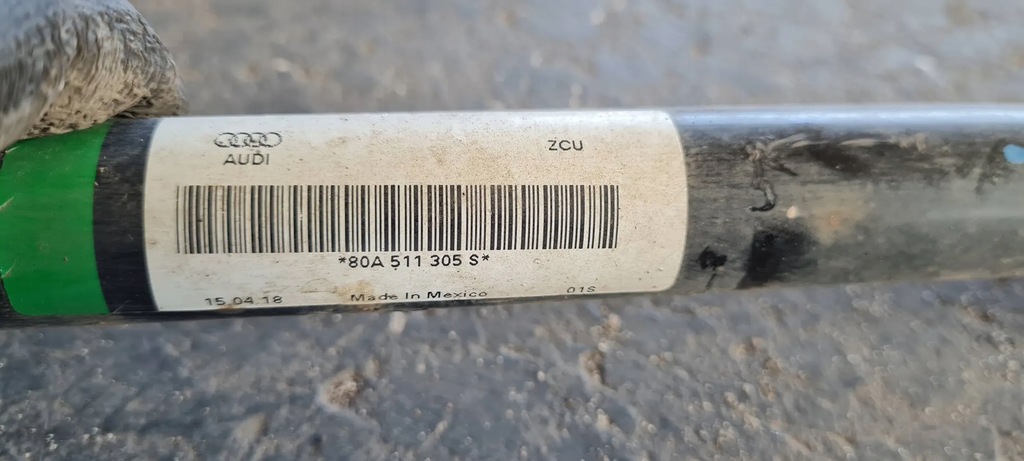 AUDI
ZCU
*80A 511 305 S*
15.04.18 Made In Mexico 01S